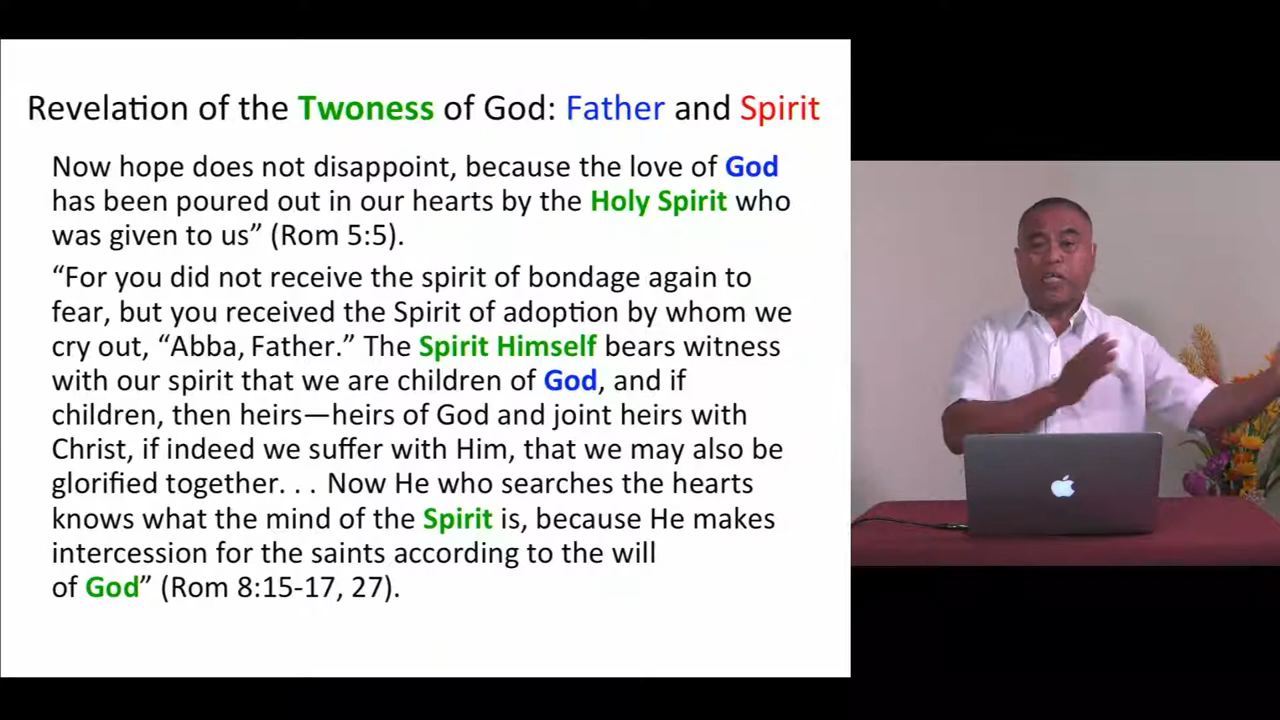 Revelation of the Twoness of God: Father and Spirit
Now hope does not disappoint, because the love of God
has been poured out in our hearts by the Holy Spirit who
was given to us” (Rom 5:5).
“For you did not receive the spirit of bondage again to
fear, but you received the Spirit of adoption by whom we
cry out, “Abba, Father.” The Spirit Himself bears witness
with our spirit that we are children of God, and if
children, then heirs—heirs of God and joint heirs with
Christ, if indeed we suffer with Him, that we may also be
glorified together. . . Now He who searches the hearts
knows what the mind of the Spirit is, because He makes
intercession for the saints according to the will
of God” (Rom 8:15-17, 27).